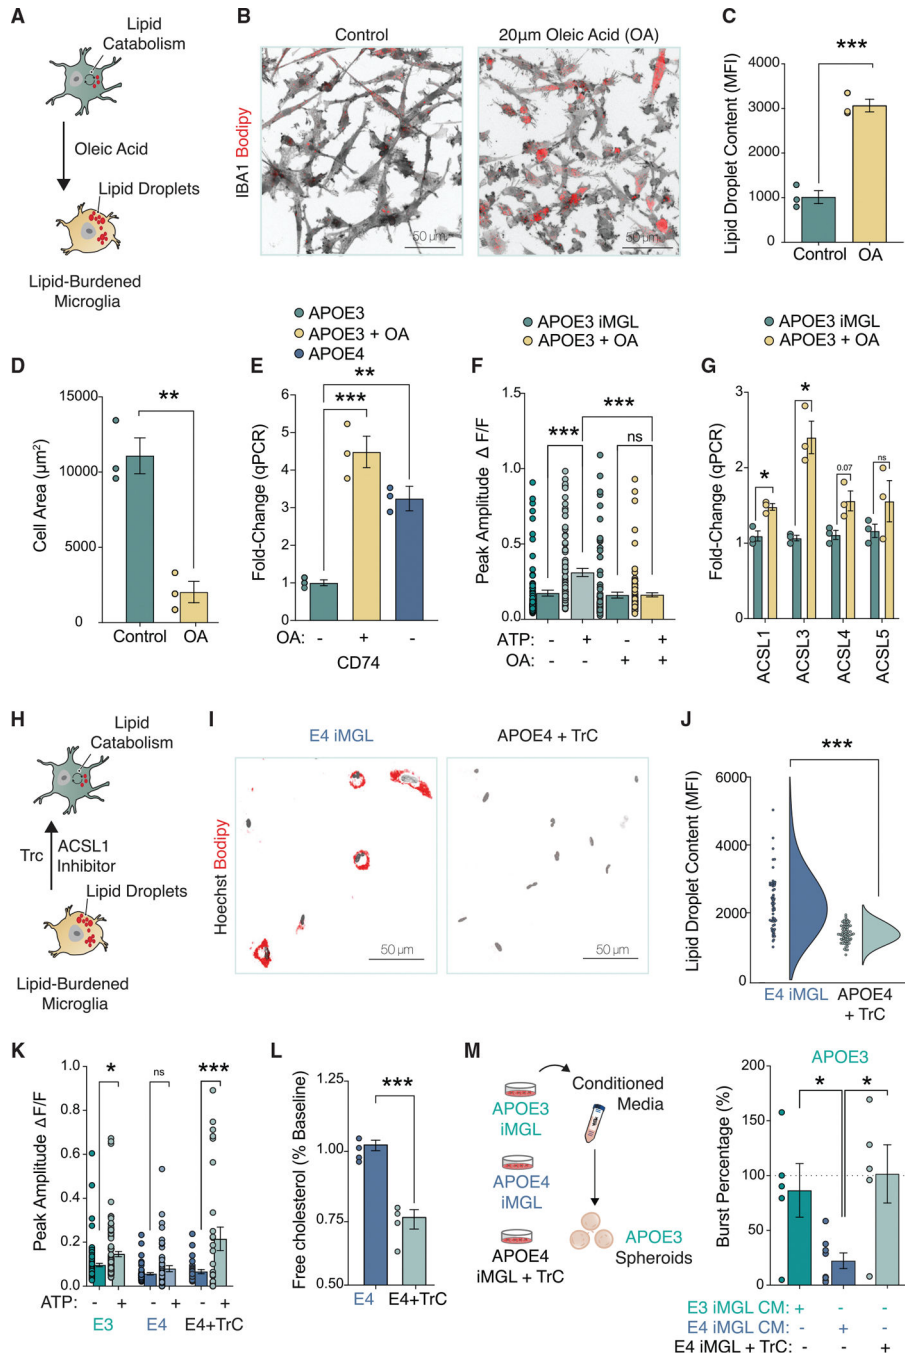 A
Lipid
Catabolism
Oleic Acid
Lipid Droplets
Lipid-Burdened
Microglia
B
Control
20μm Oleic Acid (OA)
IBA1 Bodipy
50 μm
50 μm
C
***
Lipid Droplet Content (MFI)
4000
3000
2000
1000
0
Control
OA
D
**
Cell Area (μm²)
15000
10000
5000
0
Control
OA
APOE3
APOE3 + OA
APOE4
E
**
***
Fold-Change (qPCR)
6
5
4
3
2
1
0
OA: - + -
CD74
APOE3 iMGL
APOE3 + OA
F
***
***
ns
Peak Amplitude Δ F/F
1.5
1.0
0.5
0.0
ATP: - + - +
OA: - - + +
APOE3 iMGL
APOE3 + OA
G
*
*
0.07
ns
Fold-Change (qPCR)
3
2
1
0
ACSL1
ACSL3
ACSL4
ACSL5
H
Lipid
Catabolism
Trc
ACSL1
Inhibitor
Lipid Droplets
Lipid-Burdened
Microglia
I
E4 iMGL
APOE4 + TrC
Hoechst Bodipy
50 μm
50 μm
J
***
Lipid Droplet Content (MFI)
6000
4000
2000
0
E4 iMGL
APOE4
+ TrC
K
*
ns
***
Peak Amplitude Δ F/F
1.0
0.8
0.6
0.4
0.2
0.0
ATP: - + - + - +
E3
E4
E4+TrC
L
***
Free cholesterol (% Baseline)
1.25
1.00
0.75
0.50
E4
E4+TrC
M
APOE3
iMGL
APOE4
iMGL
APOE4
iMGL + TrC
Conditioned
Media
APOE3
Spheroids
APOE3
*
*
Burst Percentage (%)
200
150
100
50
0
E3 iMGL CM: + - -
E4 iMGL CM: - + -
E4 iMGL + TrC: - - +